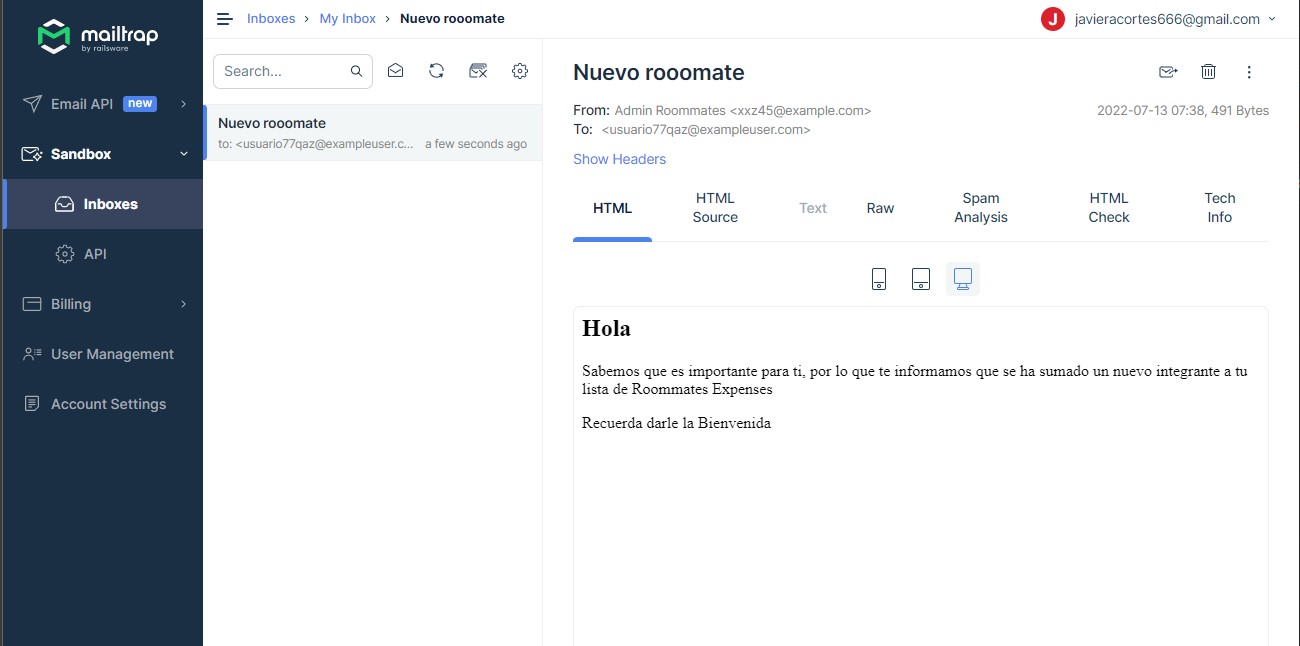 mailtrap
by railsware
Email API new
Sandbox
Inboxes
API
Billing
User Management
Account Settings
Inboxes › My Inbox › Nuevo rooomate
J javieracortes666@gmail.com
Search...
Nuevo rooomate
to: <usuario77qaz@exampleuser.c... a few seconds ago
Nuevo rooomate
From: Admin Roommates <xxz45@example.com> 2022-07-13 07:38, 491 Bytes
To: <usuario77qaz@exampleuser.com>
Show Headers
HTML
HTML
Source
Text
Raw
Spam
Analysis
HTML
Check
Tech
Info
Hola
Sabemos que es importante para ti, por lo que te informamos que se ha sumado un nuevo integrante a tu
lista de Roommates Expenses
Recuerda darle la Bienvenida